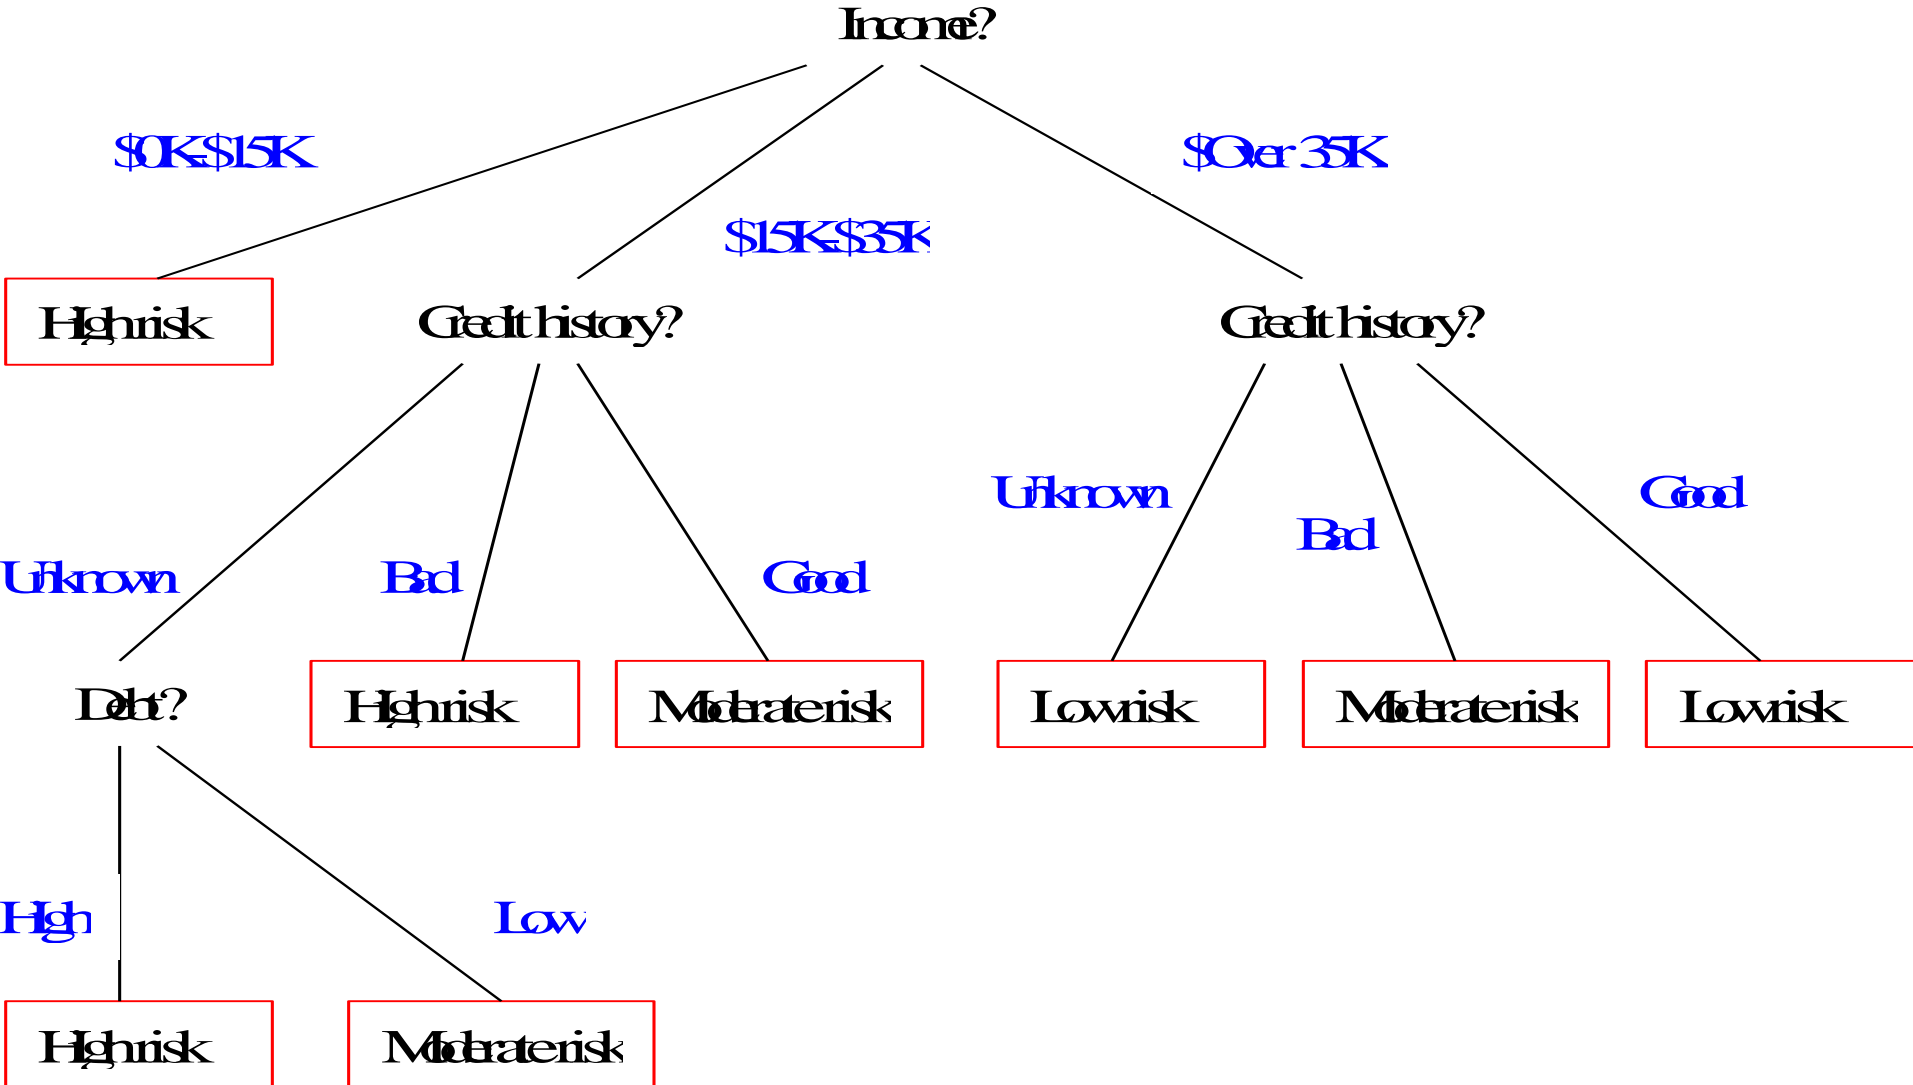 Income?
$0K-$15K
$Over 35K
$15K-$35K
High risk
Credit history?
Credit history?
Unknown
Good
Bad
Unknown
Bad
Good
Debt?
High risk
Moderate risk
Low risk
Moderate risk
Low risk
High
Low
High risk
Moderate risk